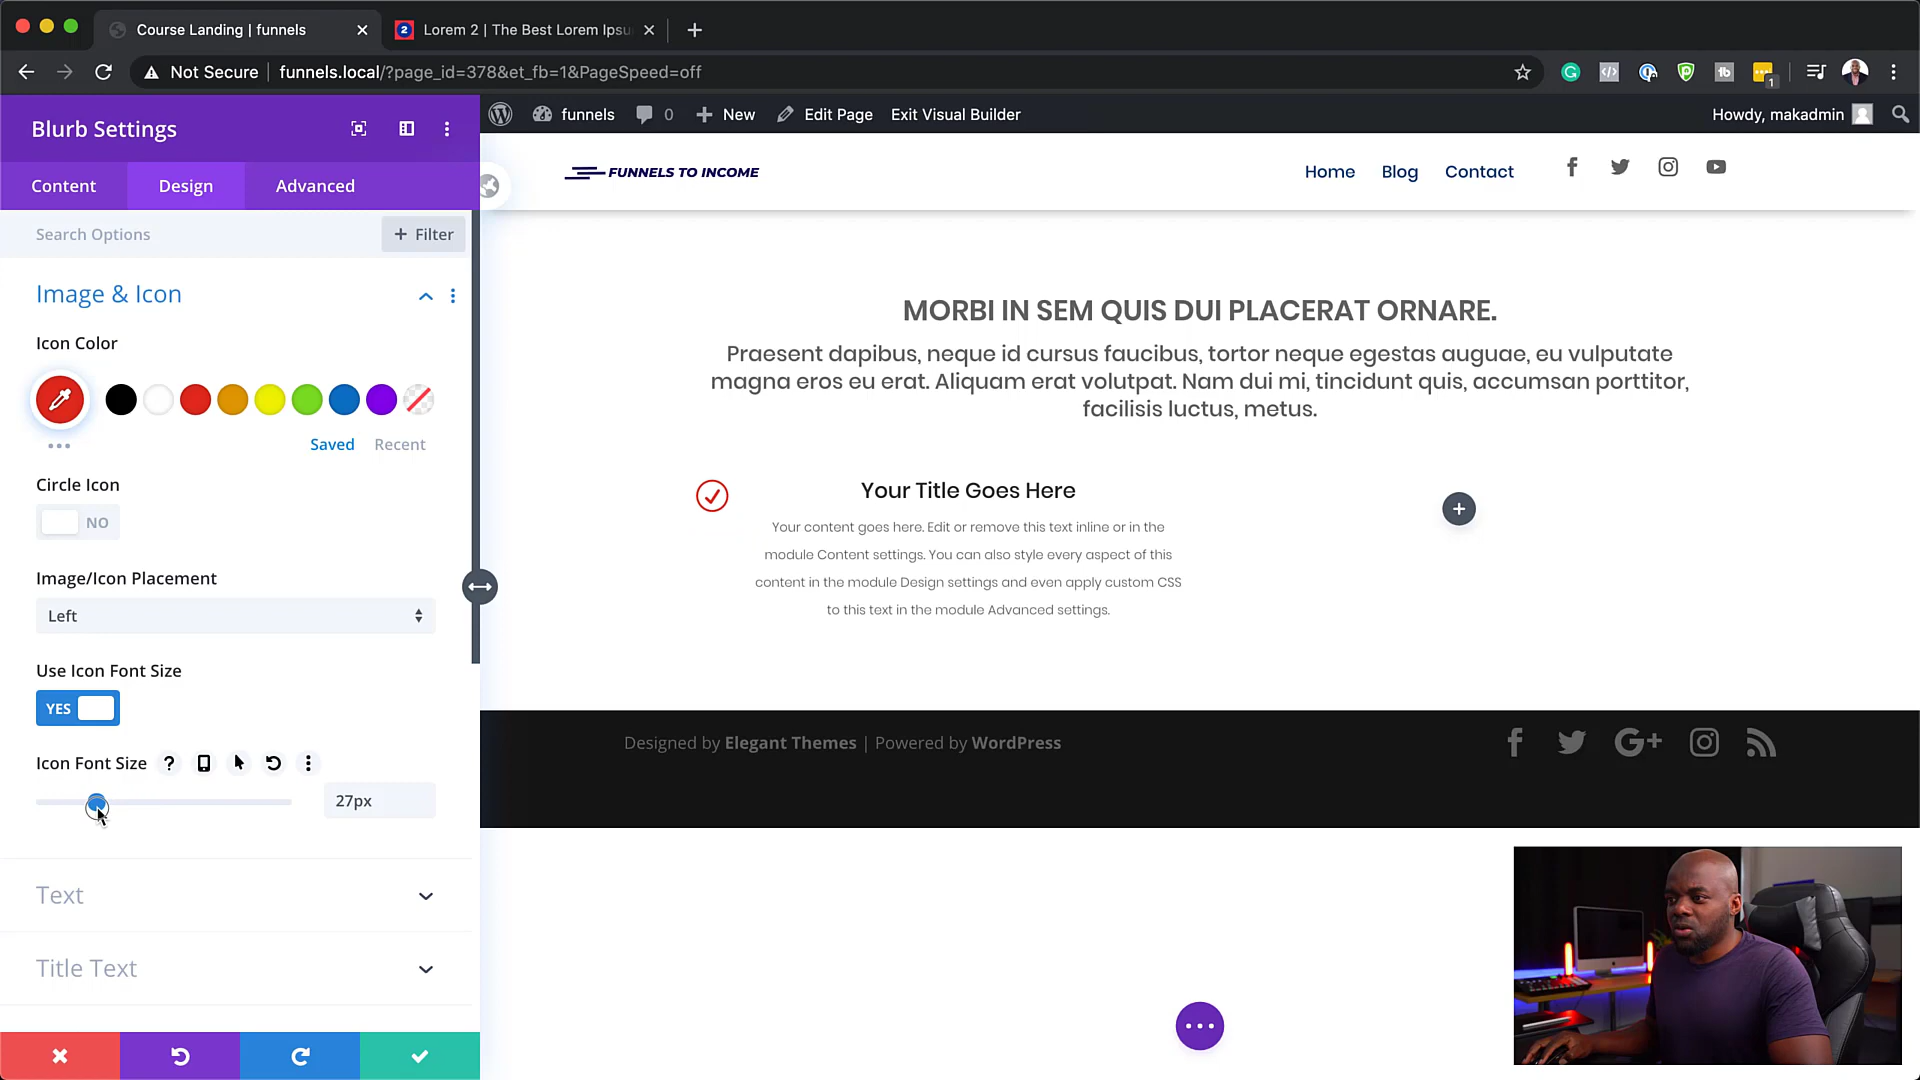 Course Landing | funnels
2
Lorem 2 | The Best Lorem Ipsu
Not Secure
funnels.local/?page_id=378&et_fb=1&PageSpeed=off
1
Blurb Settings
funnels
0
New
Edit Page
Exit Visual Builder
Howdy, makadmin
Content
Design
Advanced
FUNNELS TO INCOME
Home
Blog
Contact
Search Options
+ Filter
Image & Icon
Icon Color
Saved
Recent
Circle Icon
NO
Image/Icon Placement
Left
Use Icon Font Size
YES
Icon Font Size
?
27px
Text
Title Text
MORBI IN SEM QUIS DUI PLACERAT ORNARE.
Praesent dapibus, neque id cursus faucibus, tortor neque egestas auguae, eu vulputate
magna eros eu erat. Aliquam erat volutpat. Nam dui mi, tincidunt quis, accumsan porttitor,
facilisis luctus, metus.
Your Title Goes Here
Your content goes here. Edit or remove this text inline or in the
module Content settings. You can also style every aspect of this
content in the module Design settings and even apply custom CSS
to this text in the module Advanced settings.
Designed by Elegant Themes | Powered by WordPress
G+